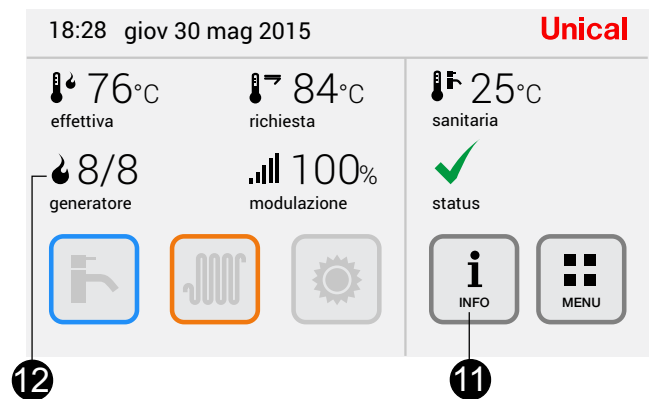 18:28 giov 30 mag 2015 Unical
76°C 84°C 25°C
effettiva richiesta sanitaria
8/8 100%
generatore modulazione status
INFO MENU
12 11